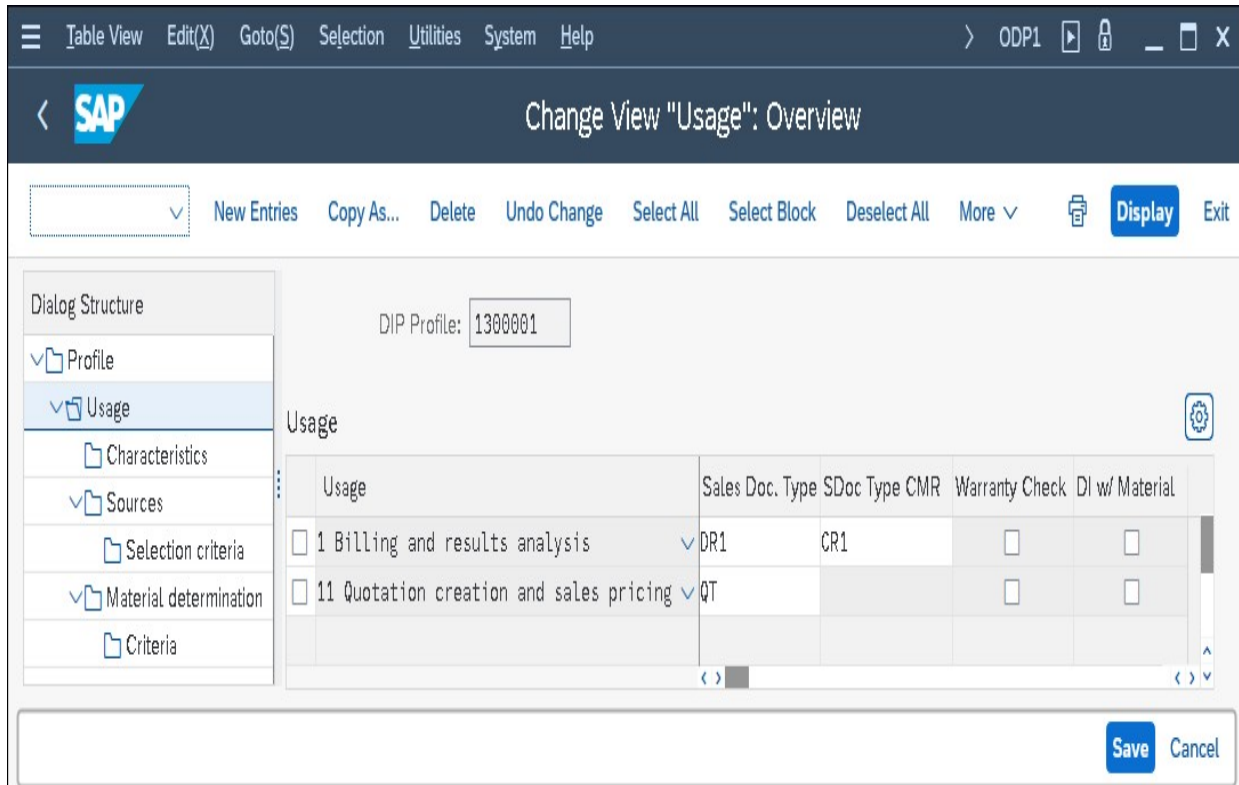 Table View Edit(X) Goto(S) Selection Utilities System Help ODP1
SAP Change View "Usage": Overview
New Entries Copy As... Delete Undo Change Select All Select Block Deselect All More Display Exit
Dialog Structure
DIP Profile: 1300001
Profile
Usage
Usage
Characteristics
Sources
Selection criteria
Material determination
Criteria
Usage Sales Doc. Type SDoc Type CMR Warranty Check DI w/ Material
1 Billing and results analysis DR1 CR1
11 Quotation creation and sales pricing QT
Save Cancel